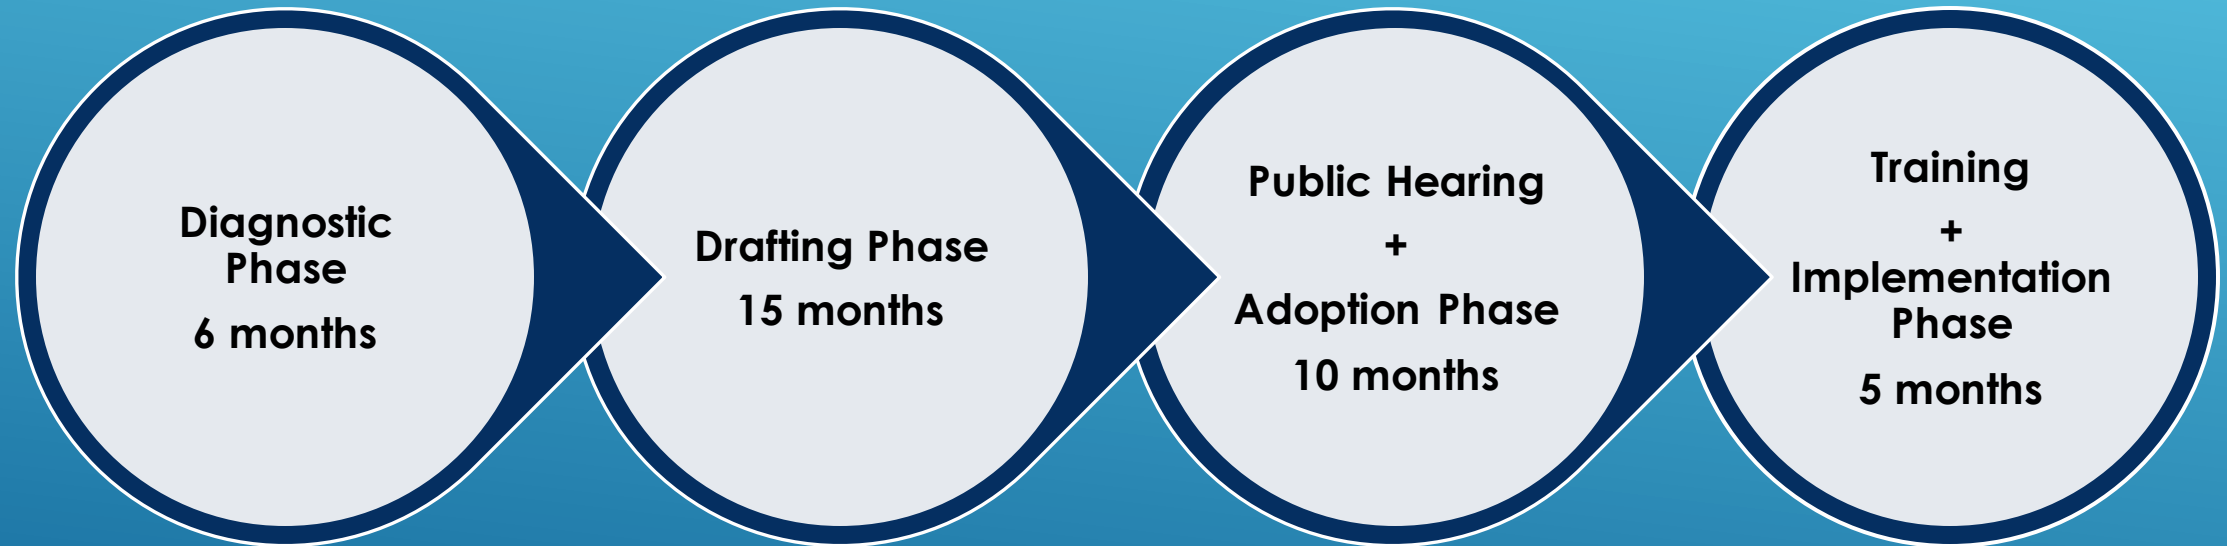 Diagnostic
Phase
6 months
Drafting Phase
15 months
Public Hearing
+
Adoption Phase
10 months
Training
+
Implementation
Phase
5 months